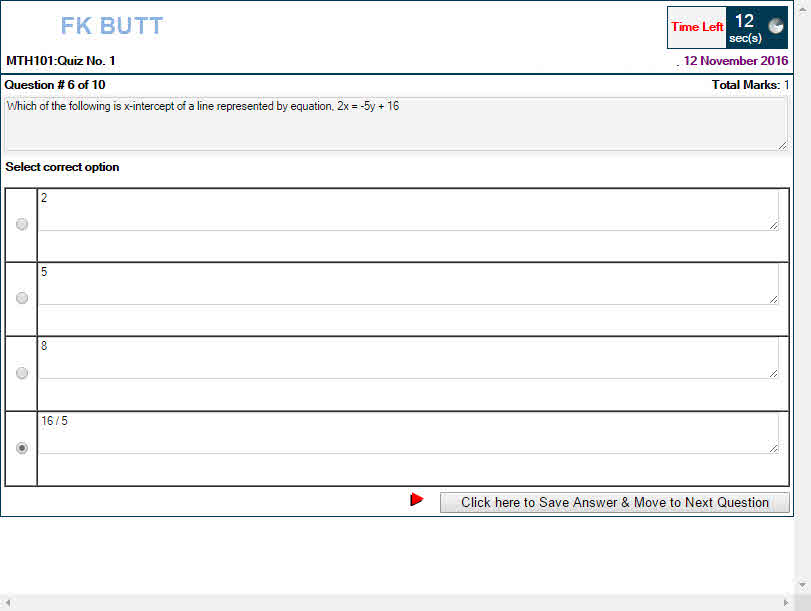 FK BUTT
Time Left 12 sec(s)
MTH101:Quiz No. 1
. 12 November 2016
Question # 6 of 10
Total Marks: 1
Which of the following is x-intercept of a line represented by equation, 2x = -5y + 16
Select correct option
2
5
8
16 / 5
Click here to Save Answer & Move to Next Question